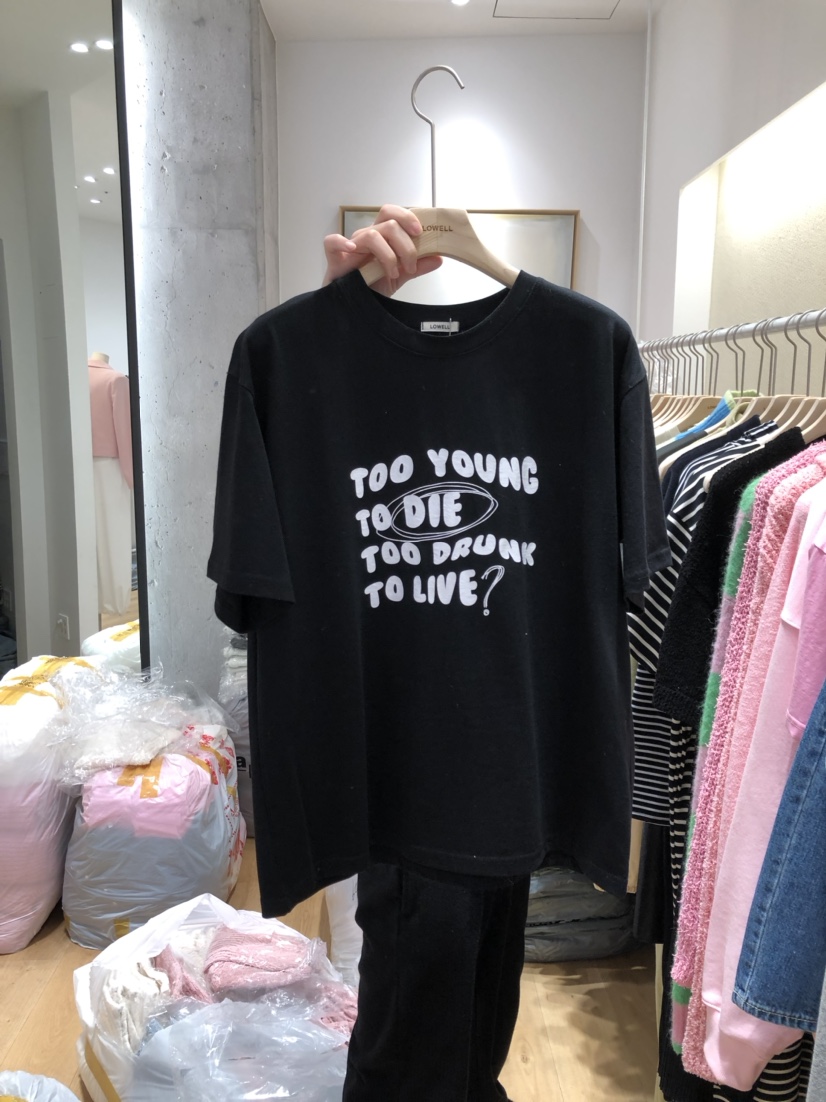 LOWELL
LOWELL
TOO YOUNG
TO DIE
TOO DRUNK
TO LIVE?